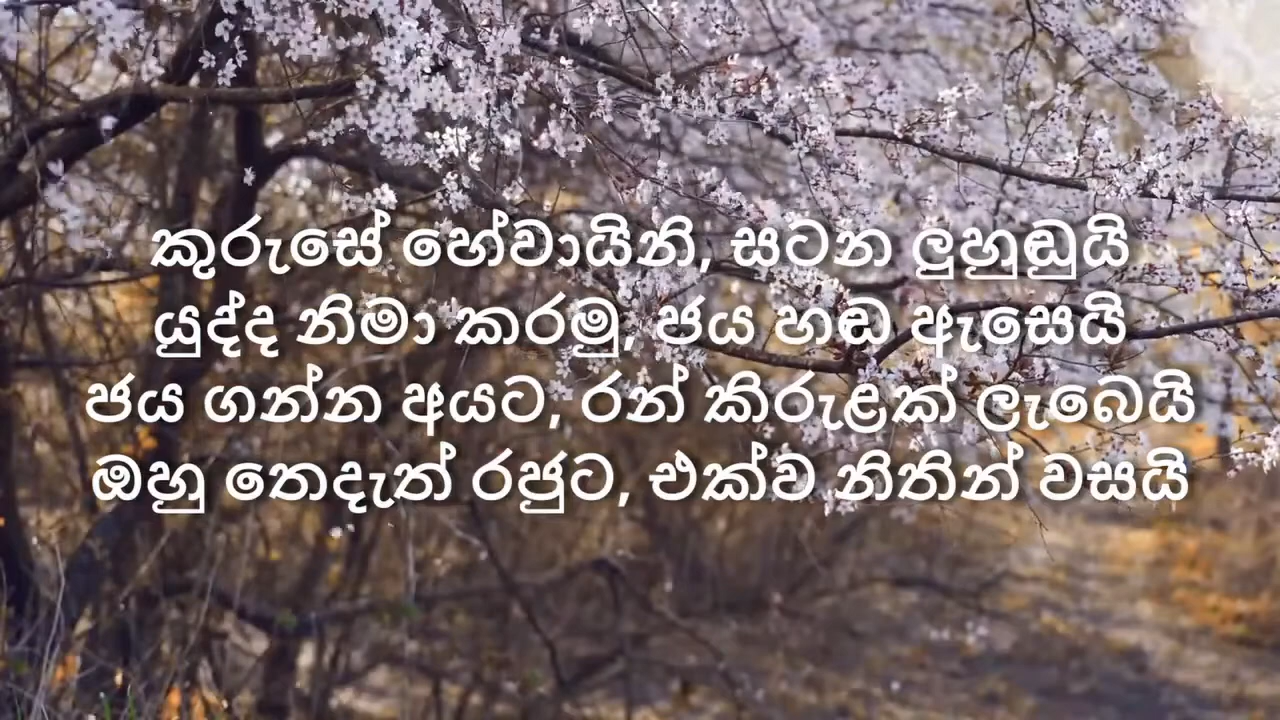 කුරුසේ හේවායිනි, සටන ලුහුඬුයි
යුද්ද නිමා කරමු, ජය හඬ ඇසෙයි
ජය ගන්න අයට, රන් කිරුළක් ලැබෙයි
ඔහු තෙදැත් රජුට, එක්ව නිතින් වසයි